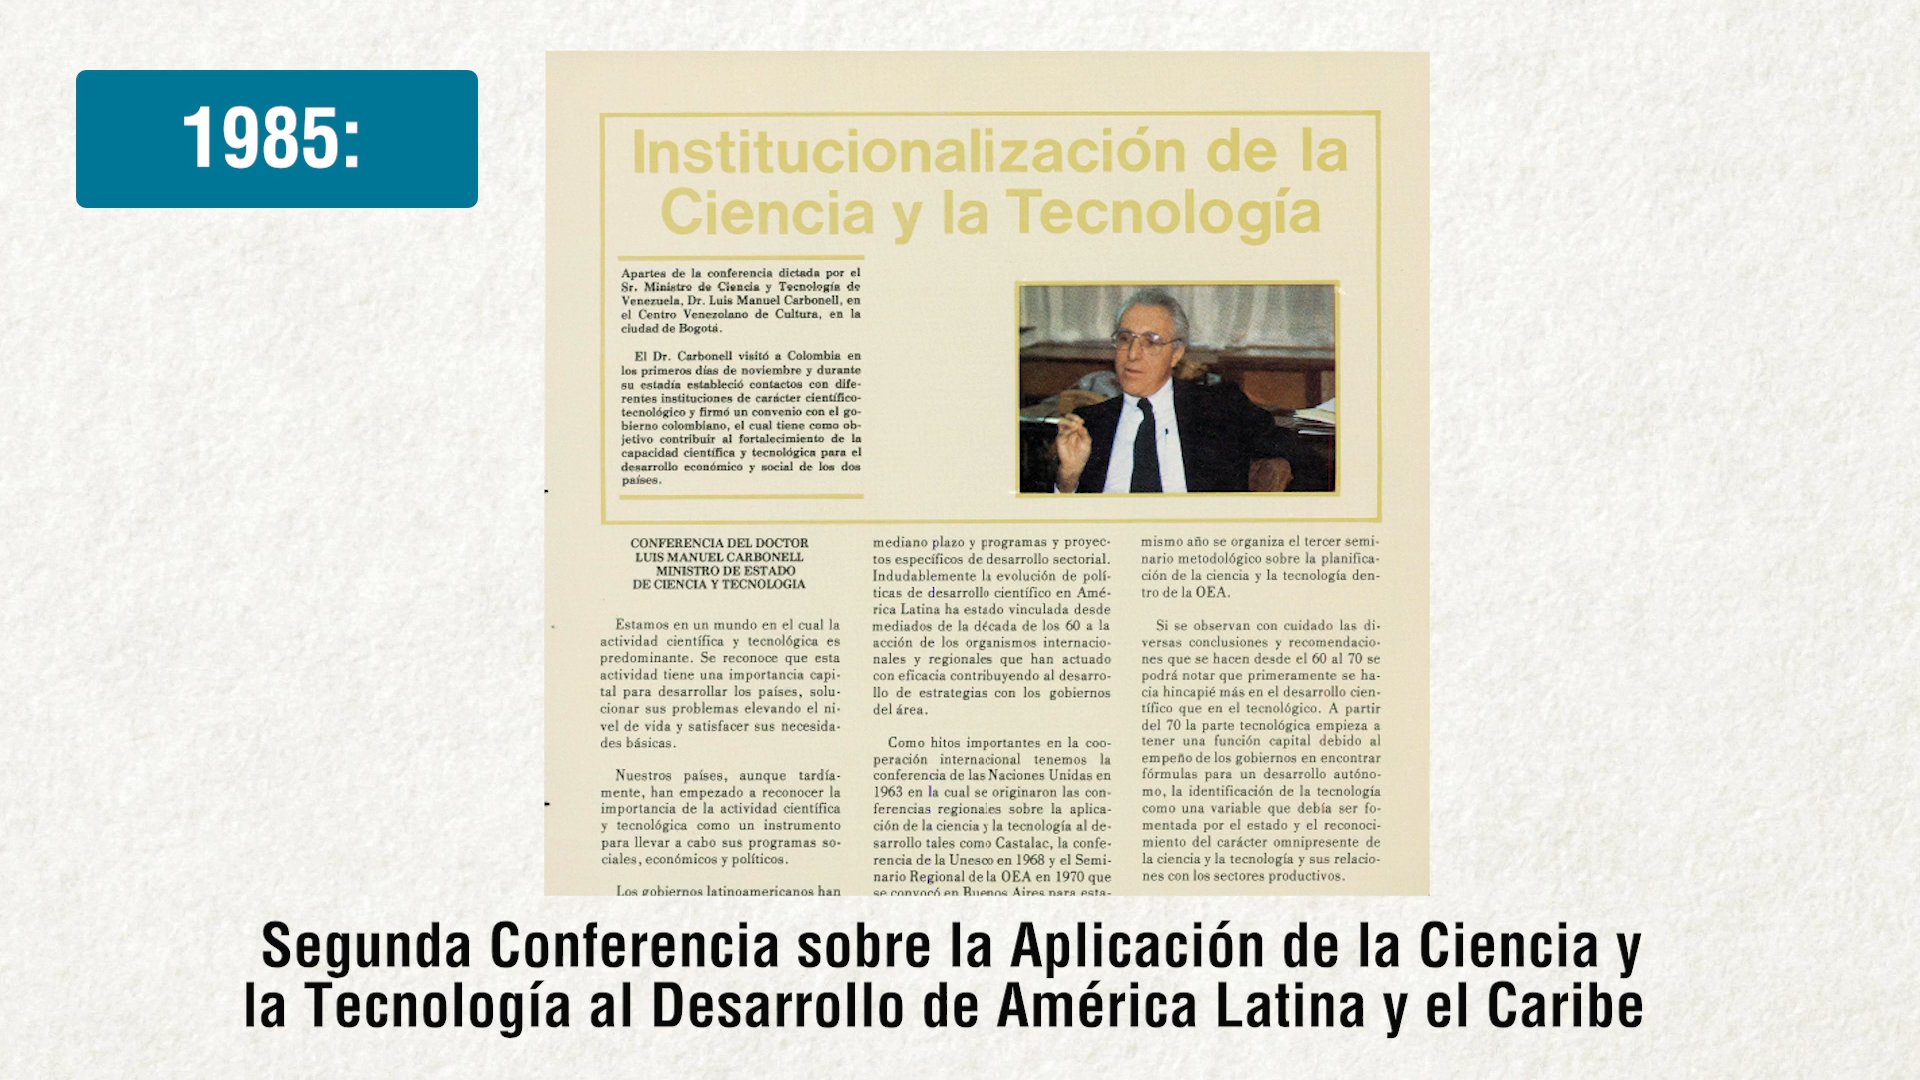 1985:
Institucionalización de la
Ciencia y la Tecnología
Apartes de la conferencia dictada por el
Sr. Ministro de Ciencia y Tecnología de
Venezuela, Dr. Luis Manuel Carbonell, en
el Centro Venezolano de Cultura, en la
ciudad de Bogotá.
El Dr. Carbonell visitó a Colombia en
los primeros días de noviembre y durante
su estadía estableció contactos con dife-
rentes instituciones de carácter científico-
tecnológico y firmó un convenio con el go-
bierno colombiano, el cual tiene como ob-
jetivo contribuir al fortalecimiento de la
capacidad científica y tecnológica para el
desarrollo económico y social de los dos
países.
CONFERENCIA DEL DOCTOR
LUIS MANUEL CARBONELL
MINISTRO DE ESTADO
DE CIENCIA Y TECNOLOGIA
Estamos en un mundo en el cual la
actividad científica y tecnológica es
predominante. Se reconoce que esta
actividad tiene una importancia capi-
tal para desarrollar los países, solu-
cionar sus problemas elevando el ni-
vel de vida y satisfacer sus necesida-
des básicas.
Nuestros países, aunque tardía-
mente, han empezado a reconocer la
importancia de la actividad científica
y tecnológica como un instrumento
para llevar a cabo sus programas so-
ciales, económicos y políticos.
Los gobiernos latinoamericanos han
mediano plazo y programas y proyec-
tos específicos de desarrollo sectorial.
Indudablemente la evolución de polí-
ticas de desarrollo científico en Amé-
rica Latina ha estado vinculada desde
mediados de la década de los 60 a la
acción de los organismos internacio-
nales y regionales que han actuado
con eficacia contribuyendo al desarro-
llo de estrategias con los gobiernos
del área.
Como hitos importantes en la coo-
peración internacional tenemos la
conferencia de las Naciones Unidas en
1963 en la cual se originaron las con-
ferencias regionales sobre la aplica-
ción de la ciencia y la tecnología al de-
sarrollo tales como Castalac, la confe-
rencia de la Unesco en 1968 y el Semi-
nario Regional de la OEA en 1970 que
se convocó en Buenos Aires para esta-
mismo año se organiza el tercer semi-
nario metodológico sobre la planifica-
ción de la ciencia y la tecnología den-
tro de la OEA.
Si se observan con cuidado las di-
versas conclusiones y recomendacio-
nes que se hacen desde el 60 al 70 se
podrá notar que primeramente se ha-
cia hincapié más en el desarrollo cien-
tífico que en el tecnológico. A partir
del 70 la parte tecnológica empieza a
tener una función capital debido al
empeño de los gobiernos en encontrar
fórmulas para un desarrollo autóno-
mo, la identificación de la tecnología
como una variable que debía ser fo-
mentada por el estado y el reconoci-
miento del carácter omnipresente de
la ciencia y la tecnología y sus relacio-
nes con los sectores productivos.
Segunda Conferencia sobre la Aplicación de la Ciencia y
la Tecnología al Desarrollo de América Latina y el Caribe